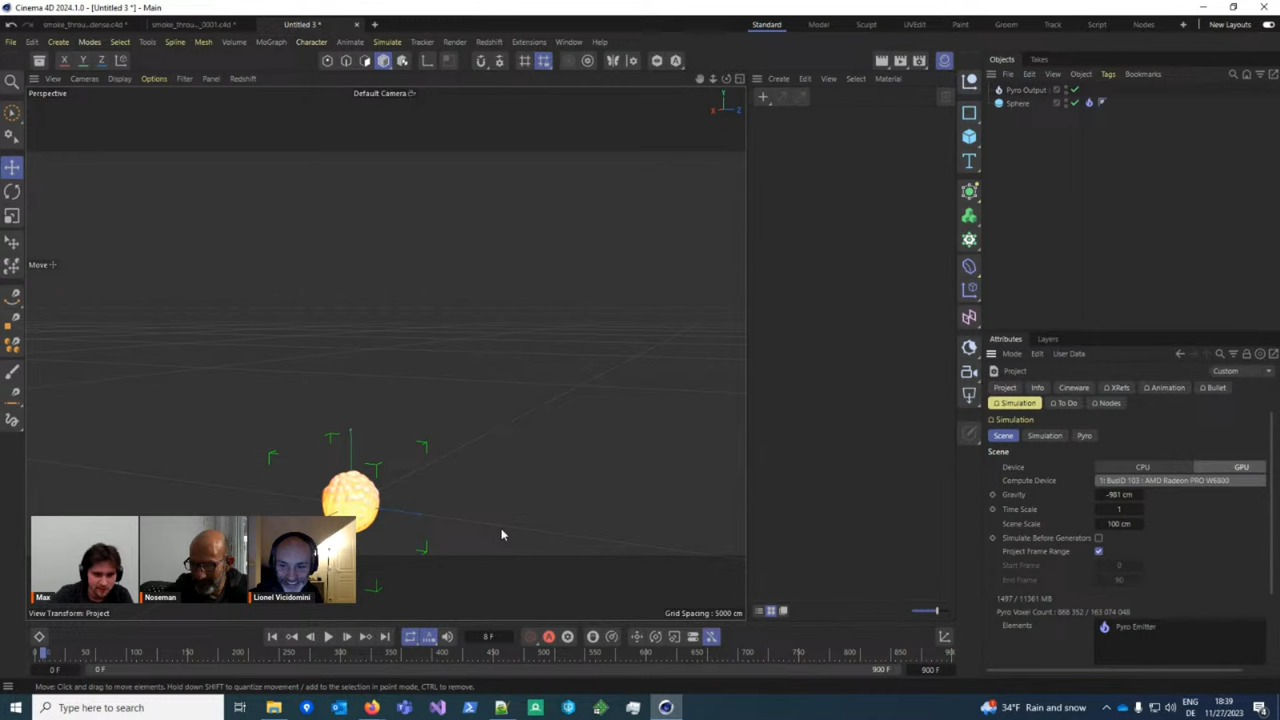 Cinema 4D 2024.1.0 - [Untitled 3 *] - Main
smoke_throu...dense.c4d *
smoke_throu..._0001.c4d *
Untitled 3 *
Standard
Model
Sculpt
UVEdit
Paint
Groom
Track
Script
Nodes
New Layouts
File
Edit
Create
Modes
Select
Tools
Spline
Mesh
Volume
MoGraph
Character
Animate
Simulate
Tracker
Render
Redshift
Extensions
Window
Help
X Y Z
View
Cameras
Display
Options
Filter
Panel
Redshift
Perspective
Default Camera
Y
X
Z
Move
Create
Edit
View
Select
Material
Objects
Takes
File
Edit
View
Object
Tags
Bookmarks
Pyro Output
Sphere
Attributes
Layers
Mode
Edit
User Data
Project
Custom
Project
Info
Cineware
XRefs
Animation
Bullet
Simulation
To Do
Nodes
Simulation
Scene
Simulation
Pyro
Scene
Device
CPU
GPU
Compute Device
1: BusID 103 : AMD Radeon PRO W6800
Gravity
-981 cm
Time Scale
1
Scene Scale
100 cm
Simulate Before Generators
Project Frame Range
Start Frame
0
End Frame
90
1497 / 11361 MB
Pyro Voxel Count : 868 352 / 163 074 048
Elements
Pyro Emitter
Max
Noseman
Lionel Vicidomini
View Transform: Project
Grid Spacing : 5000 cm
8 F
0 50 100 150 200 250 300 350 400 450 500 550 600 650 700 750 800 850 90
0 F
0 F
900 F
900 F
Move: Click and drag to move elements. Hold down SHIFT to quantize movement / add to the selection in point mode, CTRL to remove.
Type here to search
34°F Rain and snow
ENG
DE
18:39
11/27/2023
4